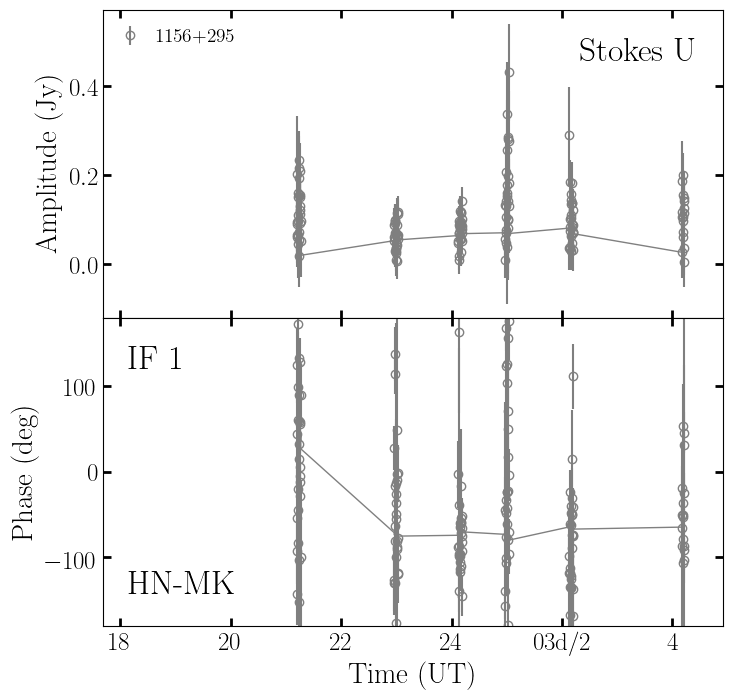 1156+295
Stokes U
Amplitude (Jy)
0.4
0.2
0.0
IF 1
Phase (deg)
100
0
−100
HN-MK
18 20 22 24 03d/2 4
Time (UT)